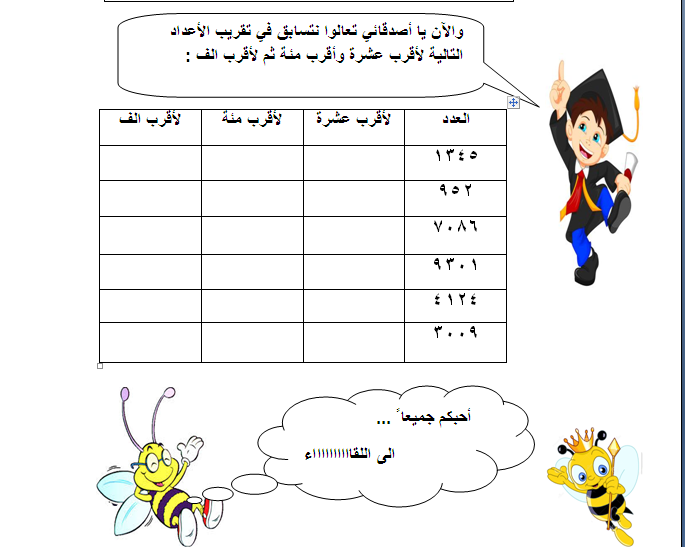 والآن يا أصدقائي تعالوا نتسابق في تقريب الأعداد
التالية لأقرب عشرة وأقرب مئة ثم لأقرب الف :
العدد لأقرب عشرة لأقرب مئة لأقرب الف
١٣٤٥
٩٥٢
٧٠٨٦
٩٣٠١
٤١٢٤
٣٠٠٩
أحبكم جميعاً ...
الى اللقاااااااااااء